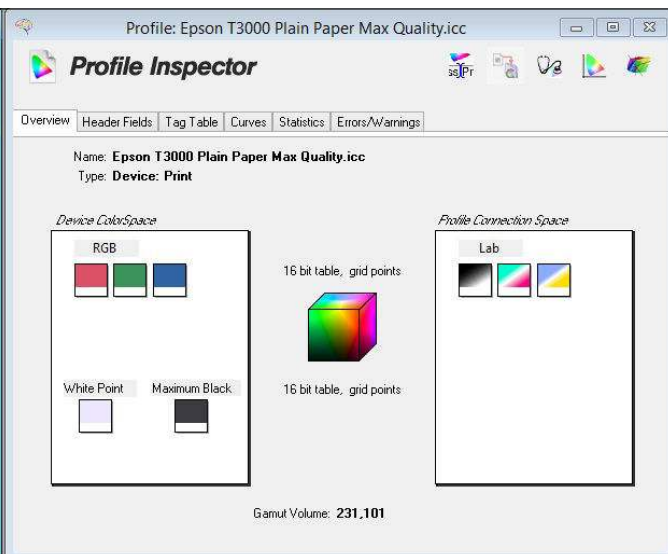 Profile: Epson T3000 Plain Paper Max Quality.icc
Profile Inspector
Overview Header Fields Tag Table Curves Statistics Errors/Warnings
Name: Epson T3000 Plain Paper Max Quality.icc
Type: Device: Print
Device ColorSpace
Profile Connection Space
RGB
Lab
16 bit table, grid points
White Point Maximum Black
16 bit table, grid points
Gamut Volume: 231,101